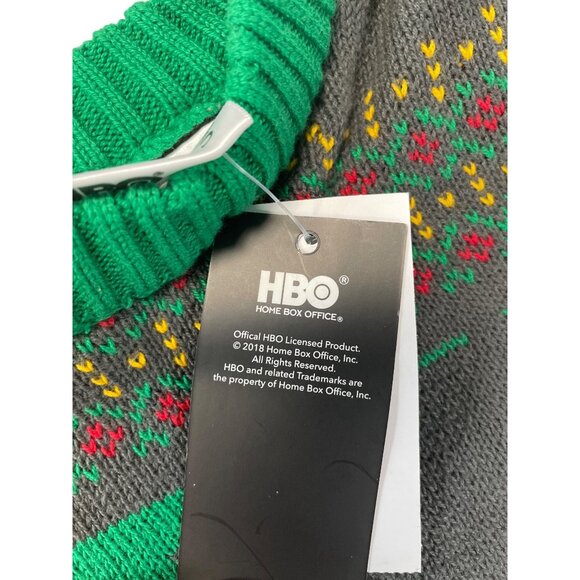 HBO®
HOME BOX OFFICE®
Offical HBO Licensed Product.
© 2018 Home Box Office, Inc.
All Rights Reserved.
HBO and related Trademarks are
the property of Home Box Office, Inc.